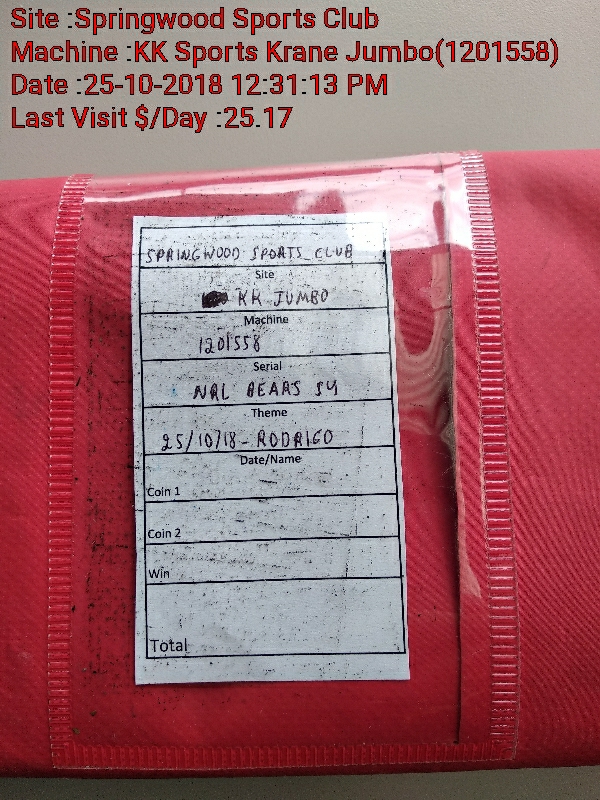 Site :Springwood Sports Club
Machine :KK Sports Krane Jumbo(1201558)
Date :25-10-2018 12:31:13 PM
Last Visit $/Day :25.17
SPRINGWOOD SPORTS CLUB
Site
KK JUMBO
Machine
1201558
Serial
NRL BEARS S4
Theme
25/10/18-RODRIGO
Date/Name
Coin 1
Coin 2
Win
Total